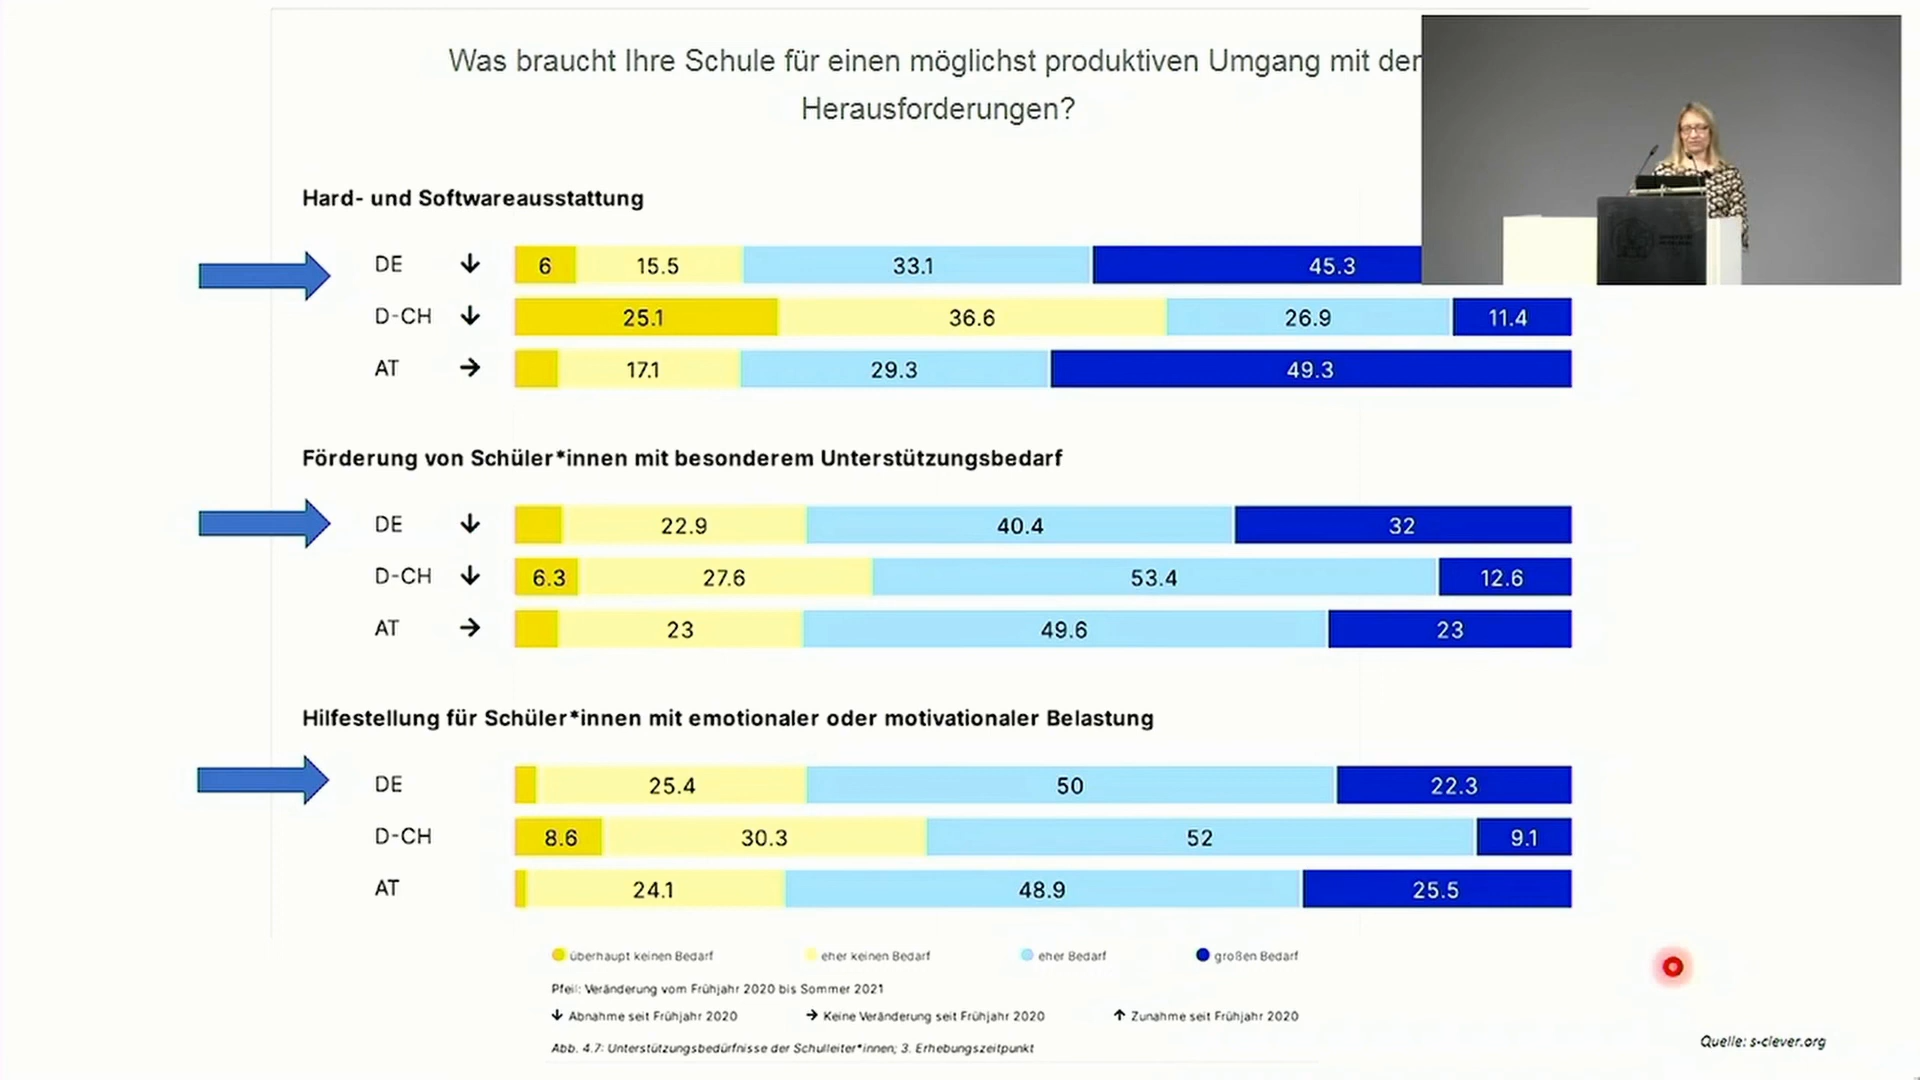 Was braucht Ihre Schule für einen möglichst produktiven Umgang mit der
Herausforderungen?
Hard- und Softwareausstattung
DE ↓ 6 15.5 33.1 45.3
D-CH ↓ 25.1 36.6 26.9 11.4
AT → 17.1 29.3 49.3
Förderung von Schüler*innen mit besonderem Unterstützungsbedarf
DE ↓ 22.9 40.4 32
D-CH ↓ 6.3 27.6 53.4 12.6
AT → 23 49.6 23
Hilfestellung für Schüler*innen mit emotionaler oder motivationaler Belastung
DE 25.4 50 22.3
D-CH 8.6 30.3 52 9.1
AT 24.1 48.9 25.5
überhaupt keinen Bedarf eher keinen Bedarf eher Bedarf großen Bedarf
Pfeil: Veränderung vom Frühjahr 2020 bis Sommer 2021
↓ Abnahme seit Frühjahr 2020 → Keine Veränderung seit Frühjahr 2020 ↑ Zunahme seit Frühjahr 2020
Abb. 4.7: Unterstützungsbedürfnisse der Schulleiter*innen; 3. Erhebungszeitpunkt
Quelle: s-clever.org